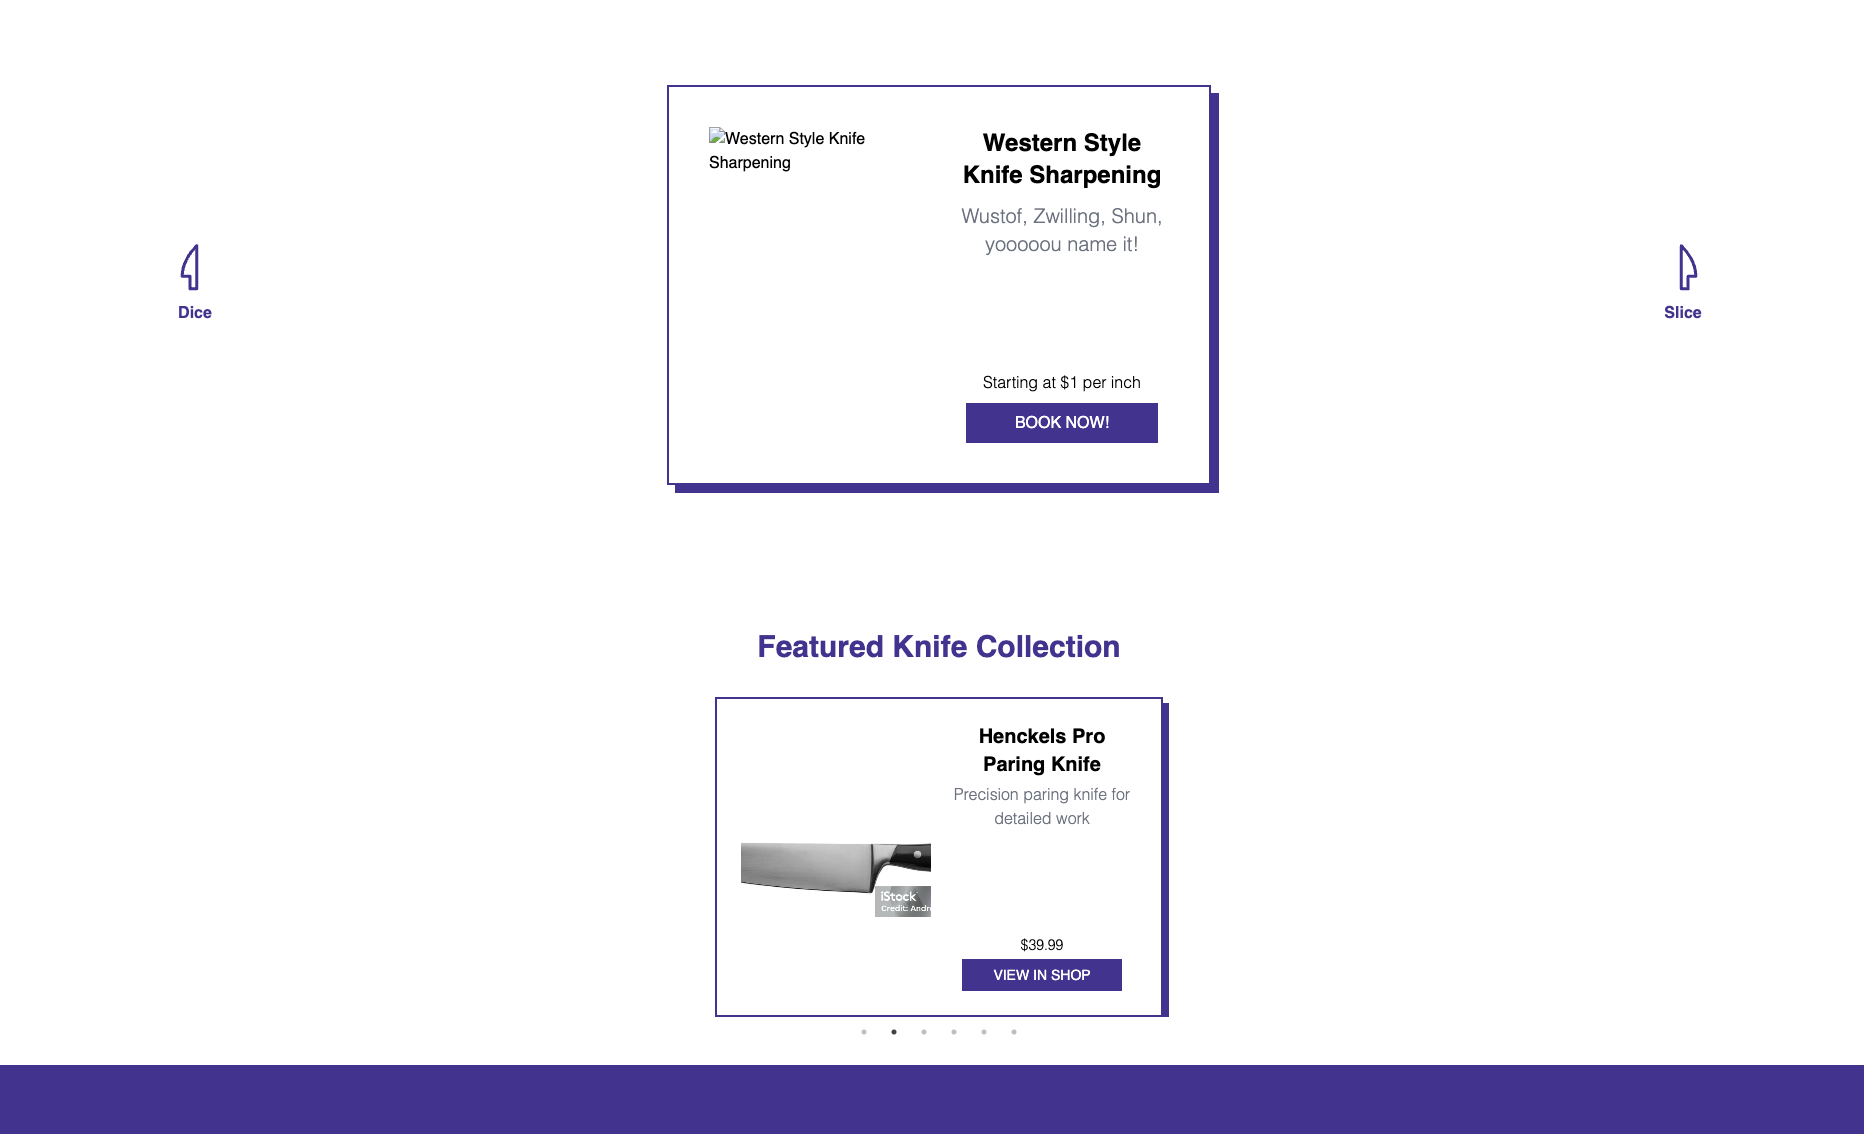 Western Style Knife
Sharpening
Western Style
Knife Sharpening
Wustof, Zwilling, Shun,
yooooou name it!
Dice
Slice
Starting at $1 per inch
BOOK NOW!
Featured Knife Collection
Henckels Pro
Paring Knife
Precision paring knife for
detailed work
iStock
Credit: Andr
$39.99
VIEW IN SHOP